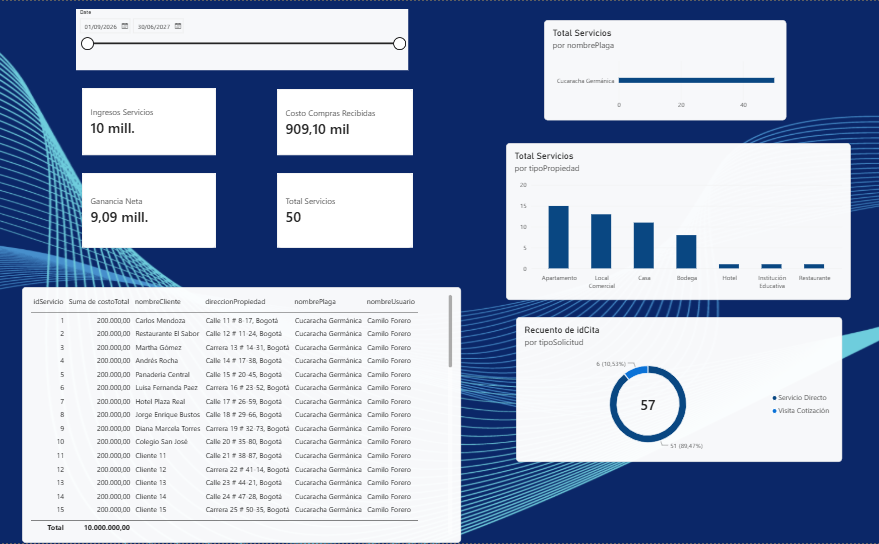 Date
01/09/2026 30/06/2027
Ingresos Servicios
10 mill.
Costo Compras Recibidas
909,10 mil
Ganancia Neta
9,09 mill.
Total Servicios
50
idServicio Suma de costoTotal nombreCliente direccionPropiedad nombrePlaga nombreUsuario
1 200.000,00 Carlos Mendoza Calle 11 # 8-17, Bogotá Cucaracha Germánica Camilo Forero
2 200.000,00 Restaurante El Sabor Calle 12 # 11-24, Bogotá Cucaracha Germánica Camilo Forero
3 200.000,00 Martha Gómez Carrera 13 # 14-31, Bogotá Cucaracha Germánica Camilo Forero
4 200.000,00 Andrés Rocha Calle 14 # 17-38, Bogotá Cucaracha Germánica Camilo Forero
5 200.000,00 Panadería Central Calle 15 # 20-45, Bogotá Cucaracha Germánica Camilo Forero
6 200.000,00 Luisa Fernanda Paez Carrera 16 # 23-52, Bogotá Cucaracha Germánica Camilo Forero
7 200.000,00 Hotel Plaza Real Calle 17 # 26-59, Bogotá Cucaracha Germánica Camilo Forero
8 200.000,00 Jorge Enrique Bustos Calle 18 # 29-66, Bogotá Cucaracha Germánica Camilo Forero
9 200.000,00 Diana Marcela Torres Carrera 19 # 32-73, Bogotá Cucaracha Germánica Camilo Forero
10 200.000,00 Colegio San José Calle 20 # 35-80, Bogotá Cucaracha Germánica Camilo Forero
11 200.000,00 Cliente 11 Calle 21 # 38-87, Bogotá Cucaracha Germánica Camilo Forero
12 200.000,00 Cliente 12 Carrera 22 # 41-14, Bogotá Cucaracha Germánica Camilo Forero
13 200.000,00 Cliente 13 Calle 23 # 44-21, Bogotá Cucaracha Germánica Camilo Forero
14 200.000,00 Cliente 14 Calle 24 # 47-28, Bogotá Cucaracha Germánica Camilo Forero
15 200.000,00 Cliente 15 Carrera 25 # 50-35, Bogotá Cucaracha Germánica Camilo Forero
Total 10.000.000,00
Total Servicios
por nombrePlaga
Cucaracha Germánica
0 20 40
Total Servicios
por tipoPropiedad
20
15
10
5
0
Apartamento Local Comercial Casa Bodega Hotel Institución Educativa Restaurante
Recuento de idCita
por tipoSolicitud
6 (10,53%)
57
51 (89,47%)
Servicio Directo
Visita Cotización